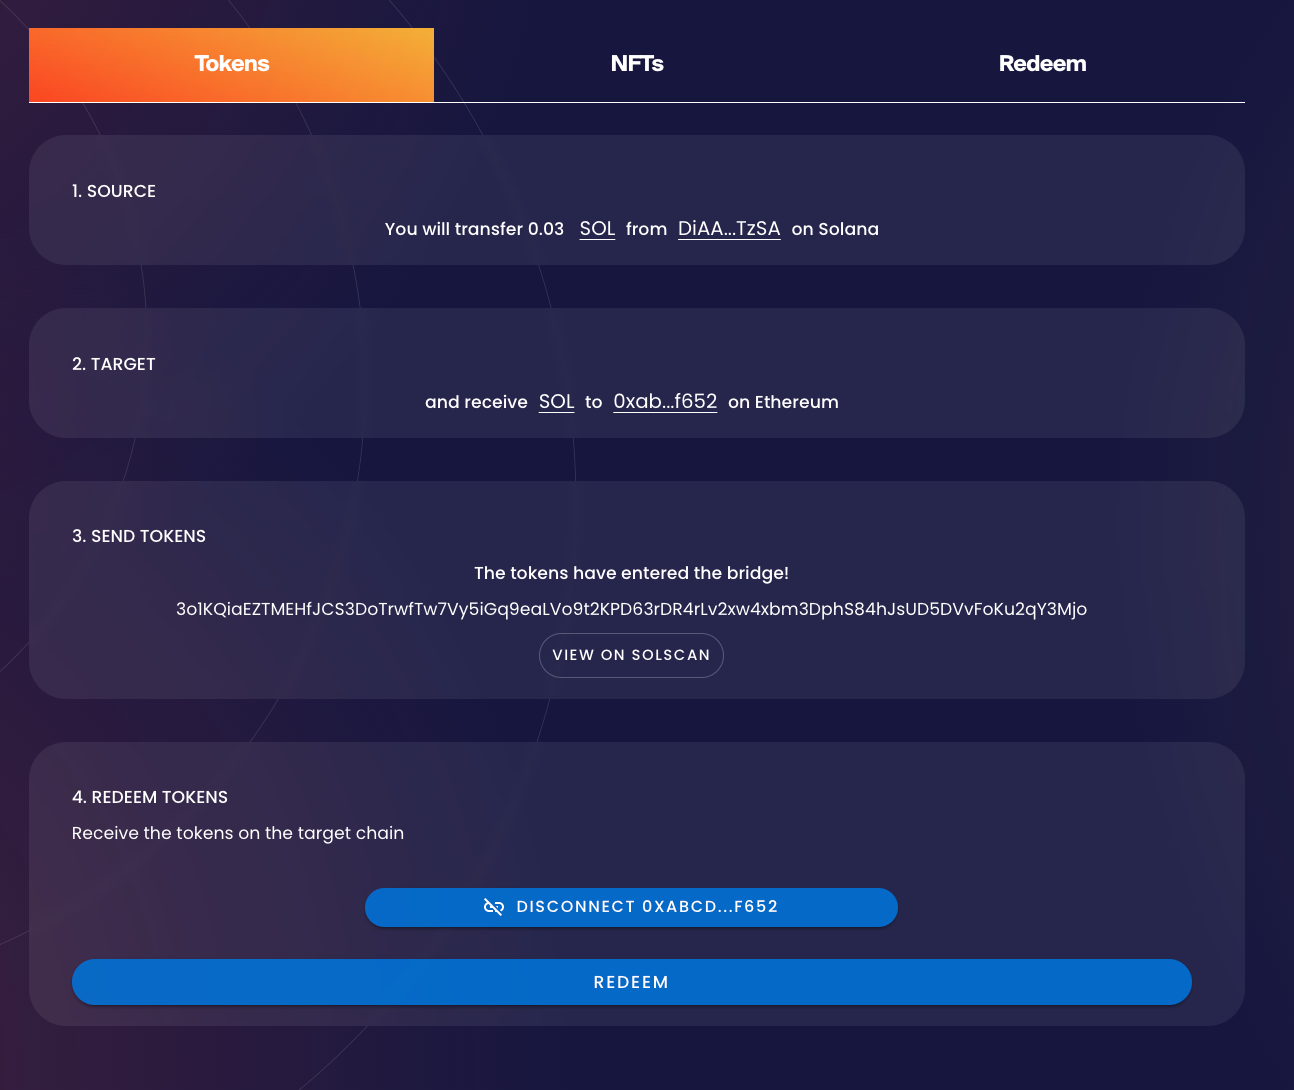 Tokens NFTs Redeem
1. SOURCE
You will transfer 0.03 SOL from DiAA...TzSA on Solana
2. TARGET
and receive SOL to 0xab...f652 on Ethereum
3. SEND TOKENS
The tokens have entered the bridge!
3o1KQiaEZTMEHfJCS3DoTrwfTw7Vy5iGq9eaLVo9t2KPD63rDR4rLv2xw4xbm3DphS84hJsUD5DVvFoKu2qY3Mjo
VIEW ON SOLSCAN
4. REDEEM TOKENS
Receive the tokens on the target chain
DISCONNECT 0XABCD...F652
REDEEM